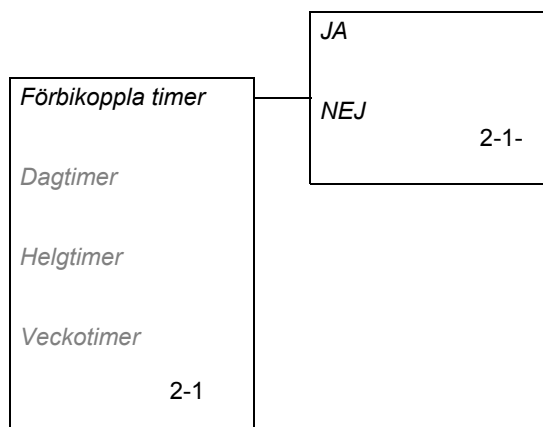 JA
NEJ
2-1-
Förbikoppla timer
Dagtimer
Helgtimer
Veckotimer
2-1